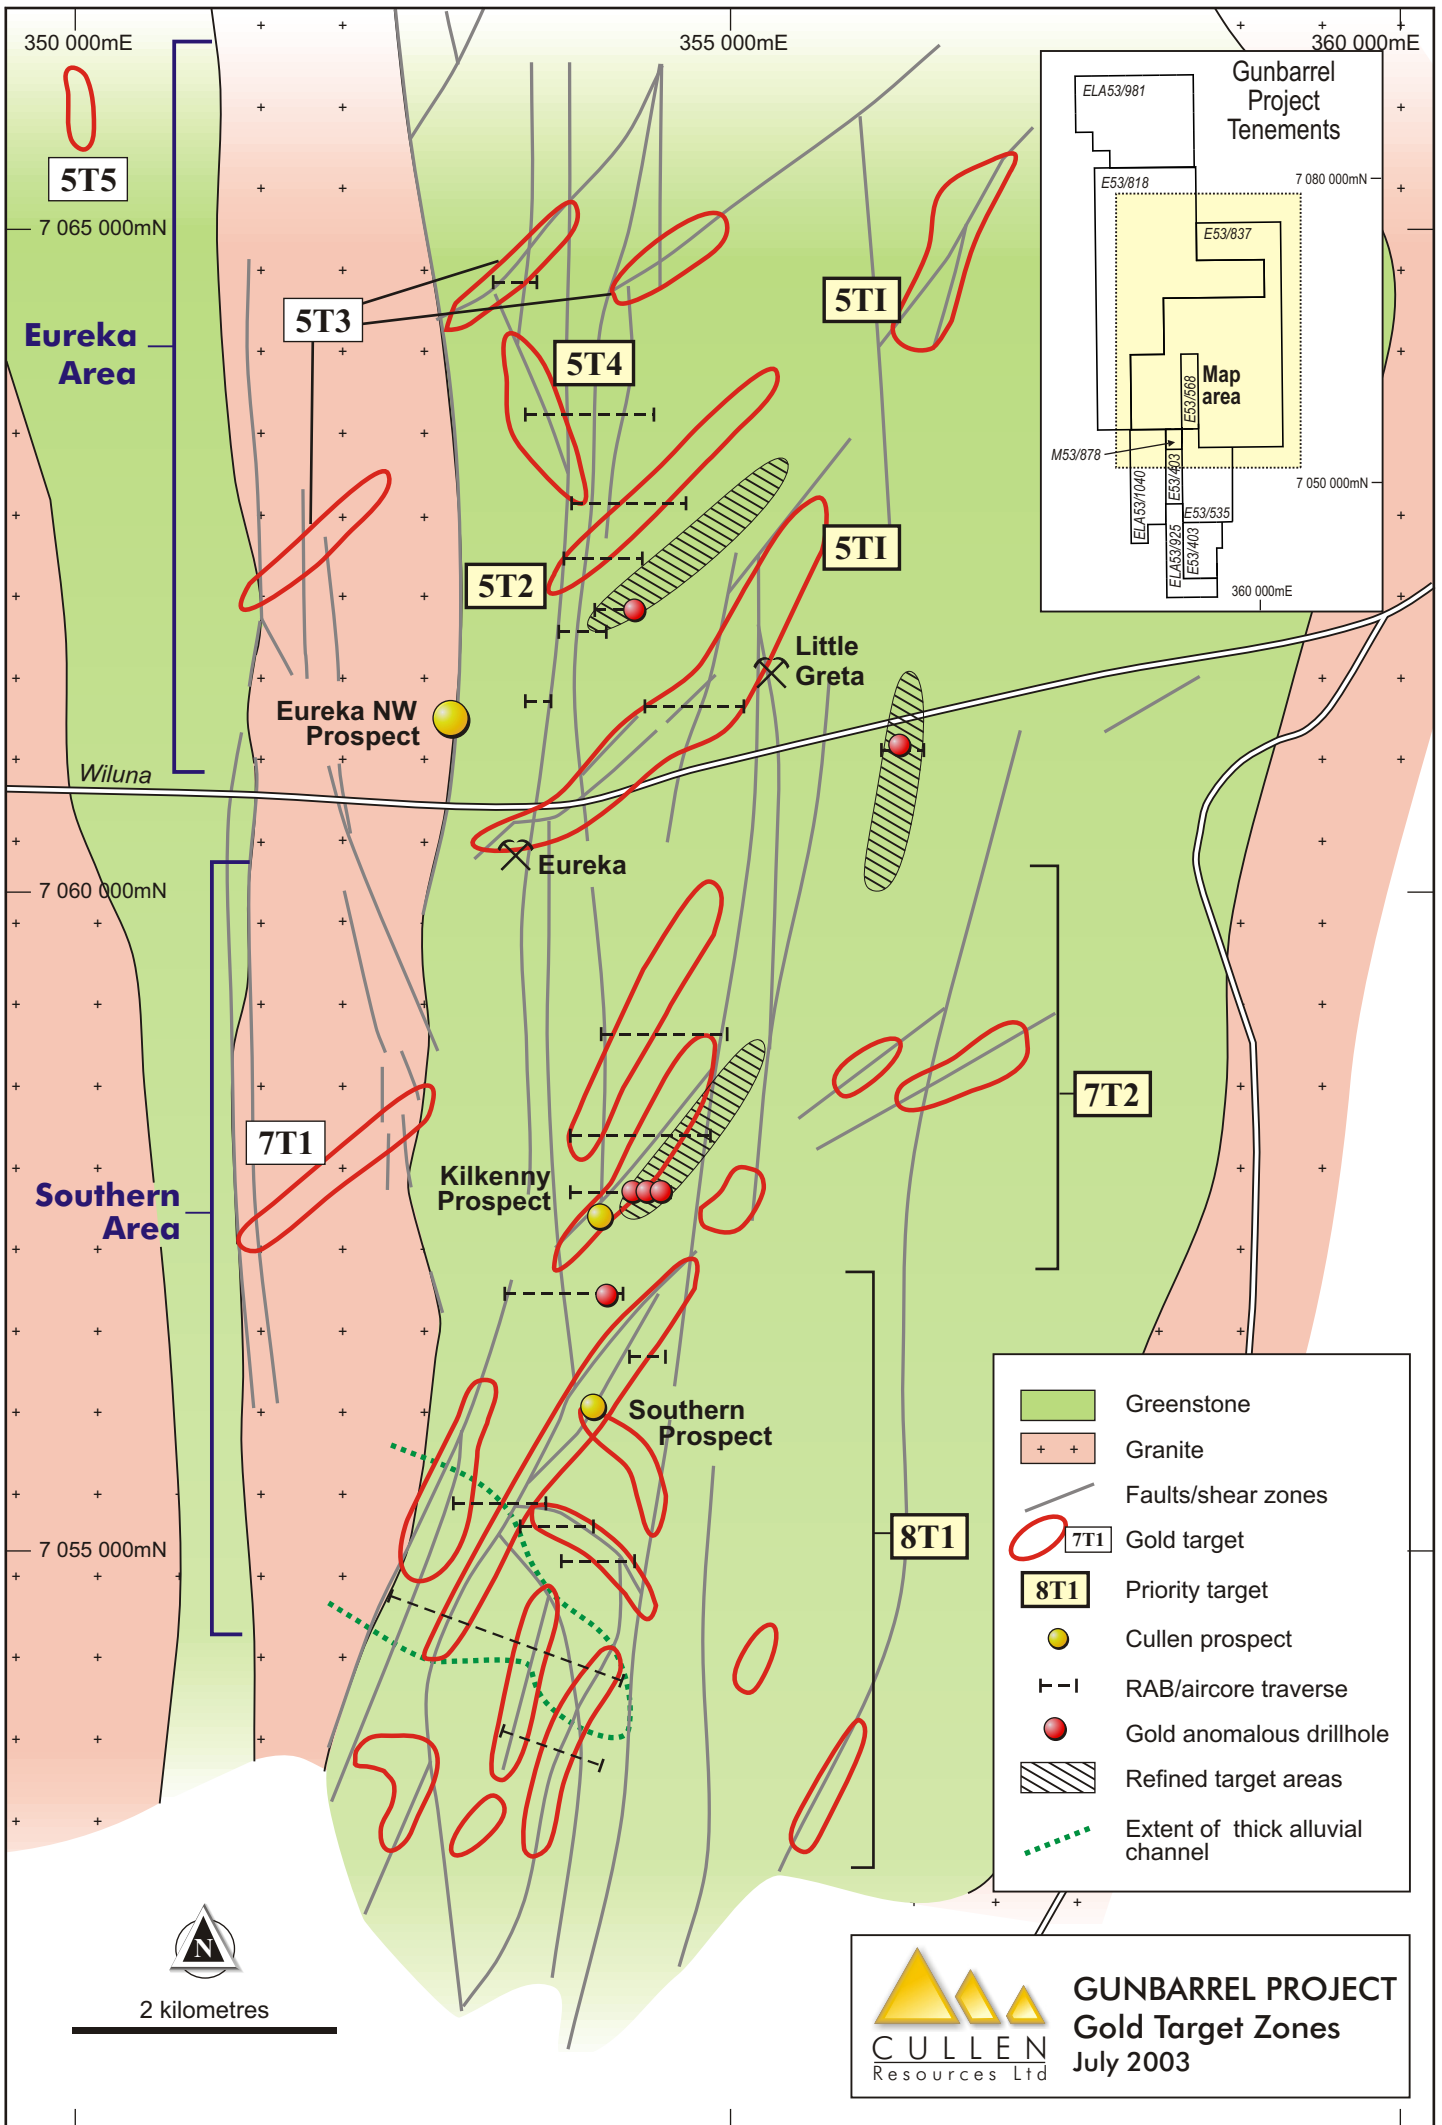 350 000mE
355 000mE
360 000mE
Gunbarrel
Project
Tenements
ELA53/981
E53/818
7 080 000mN
E53/837
E53/568
Map
area
M53/878
E53/403
ELA53/1040
7 050 000mN
E53/535
ELA53/925
E53/403
360 000mE
5T5
7 065 000mN
5T3
5TI
Eureka
Area
5T4
5T2
5TI
Little
Greta
Eureka NW
Prospect
Wiluna
Eureka
7 060 000mN
7T2
7T1
Kilkenny
Prospect
Southern
Area
Southern
Prospect
7 055 000mN
8T1
Greenstone
Granite
Faults/shear zones
7T1 Gold target
8T1 Priority target
Cullen prospect
RAB/aircore traverse
Gold anomalous drillhole
Refined target areas
Extent of thick alluvial
channel
N
2 kilometres
CULLEN
Resources Ltd
GUNBARREL PROJECT
Gold Target Zones
July 2003